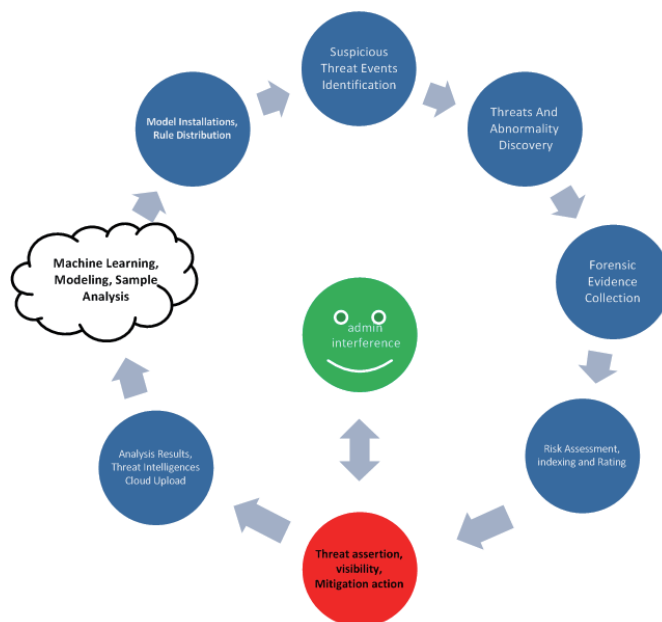 Suspicious
Threat Events
Identification
Threats And
Abnormality
Discovery
Forensic
Evidence
Collection
Risk Assessment,
indexing and Rating
Threat assertion,
visibility,
Mitigation action
Analysis Results,
Threat Intelligences
Cloud Upload
Machine Learning,
Modeling, Sample
Analysis
Model Installations,
Rule Distribution
admin
interference